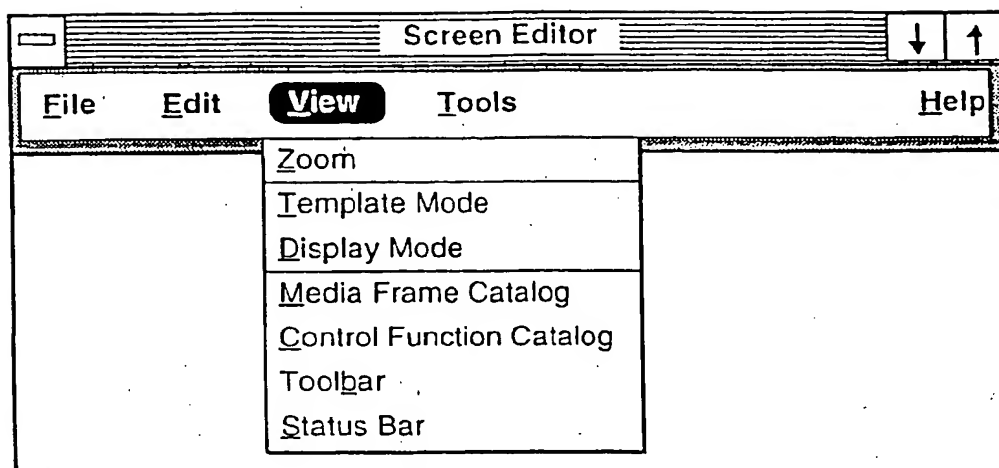 Screen Editor
File Edit View Tools Help
Zoom
Template Mode
Display Mode
Media Frame Catalog
Control Function Catalog
Toolbar
Status Bar